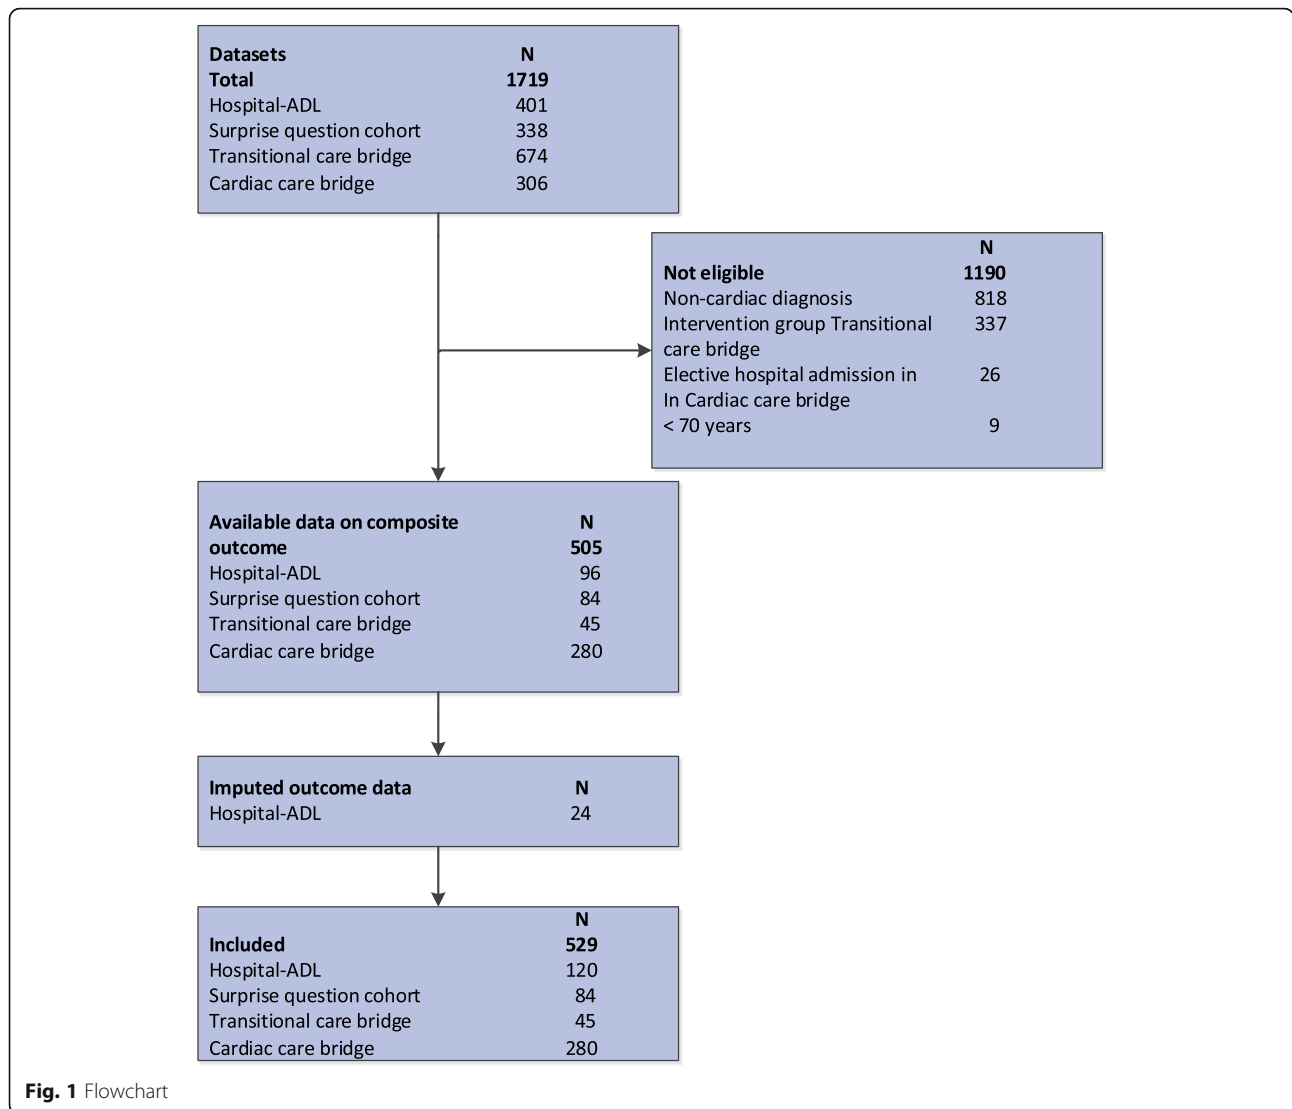 Datasets N
Total 1719
Hospital-ADL 401
Surprise question cohort 338
Transitional care bridge 674
Cardiac care bridge 306
N
Not eligible 1190
Non-cardiac diagnosis 818
Intervention group Transitional 337
care bridge
Elective hospital admission in 26
In Cardiac care bridge
< 70 years 9
Available data on composite N
outcome 505
Hospital-ADL 96
Surprise question cohort 84
Transitional care bridge 45
Cardiac care bridge 280
Imputed outcome data N
Hospital-ADL 24
N
Included 529
Hospital-ADL 120
Surprise question cohort 84
Transitional care bridge 45
Cardiac care bridge 280
Fig. 1 Flowchart